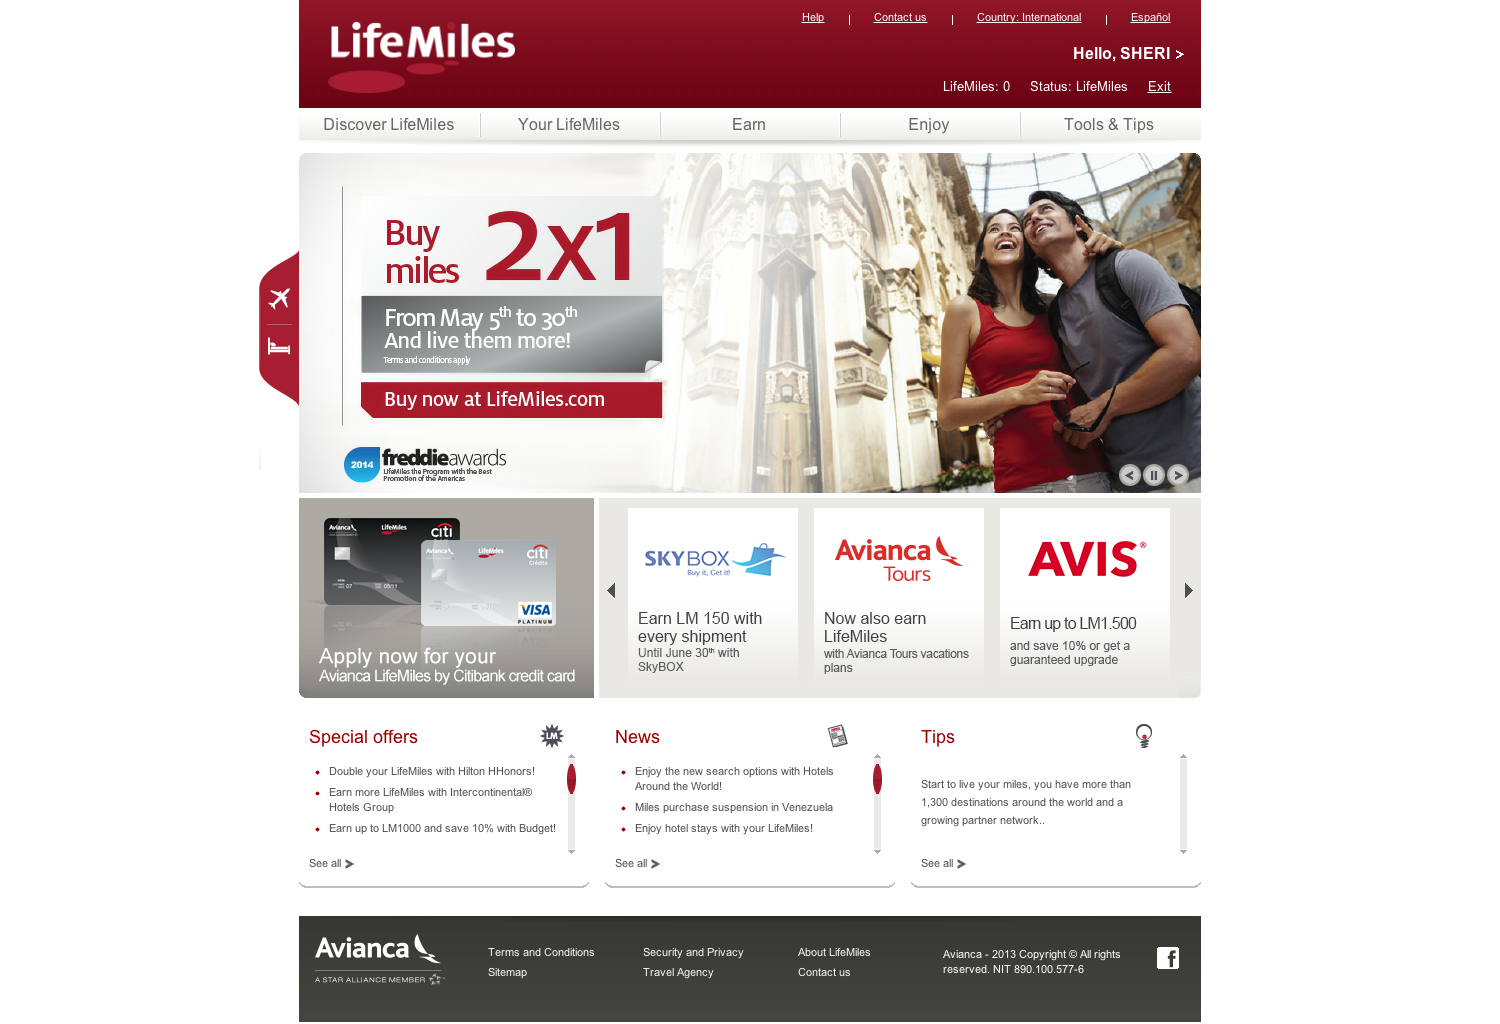 Help
Contact us
Country: International
Español
LifeMiles
Hello, SHERI >
LifeMiles: 0
Status: LifeMiles
Exit
Discover LifeMiles
Your LifeMiles
Earn
Enjoy
Tools & Tips
Buy
miles
2x1
From May 5th to 30th
And live them more!
Terms and conditions apply
Buy now at LifeMiles.com
2014
freddieawards
LifeMiles the Program with the Best
Promotion of the Americas
Avianca
LifeMiles
citi
Avianca
LifeMiles
citi
VISA
PLATINUM
Apply now for your
Avianca LifeMiles by Citibank credit card
SKYBOX
Buy it, Get it!
Earn LM 150 with
every shipment
Until June 30th with
SkyBOX
Avianca
Tours
Now also earn
LifeMiles
with Avianca Tours vacations
plans
AVIS®
Earn up to LM1.500
and save 10% or get a
guaranteed upgrade
Special offers
LM
Double your LifeMiles with Hilton HHonors!
Earn more LifeMiles with Intercontinental®
Hotels Group
Earn up to LM1000 and save 10% with Budget!
See all
News
Enjoy the new search options with Hotels
Around the World!
Miles purchase suspension in Venezuela
Enjoy hotel stays with your LifeMiles!
See all
Tips
Start to live your miles, you have more than
1,300 destinations around the world and a
growing partner network..
See all
Avianca
A STAR ALLIANCE MEMBER
Terms and Conditions
Sitemap
Security and Privacy
Travel Agency
About LifeMiles
Contact us
Avianca - 2013 Copyright © All rights
reserved. NIT 890.100.577-6
f